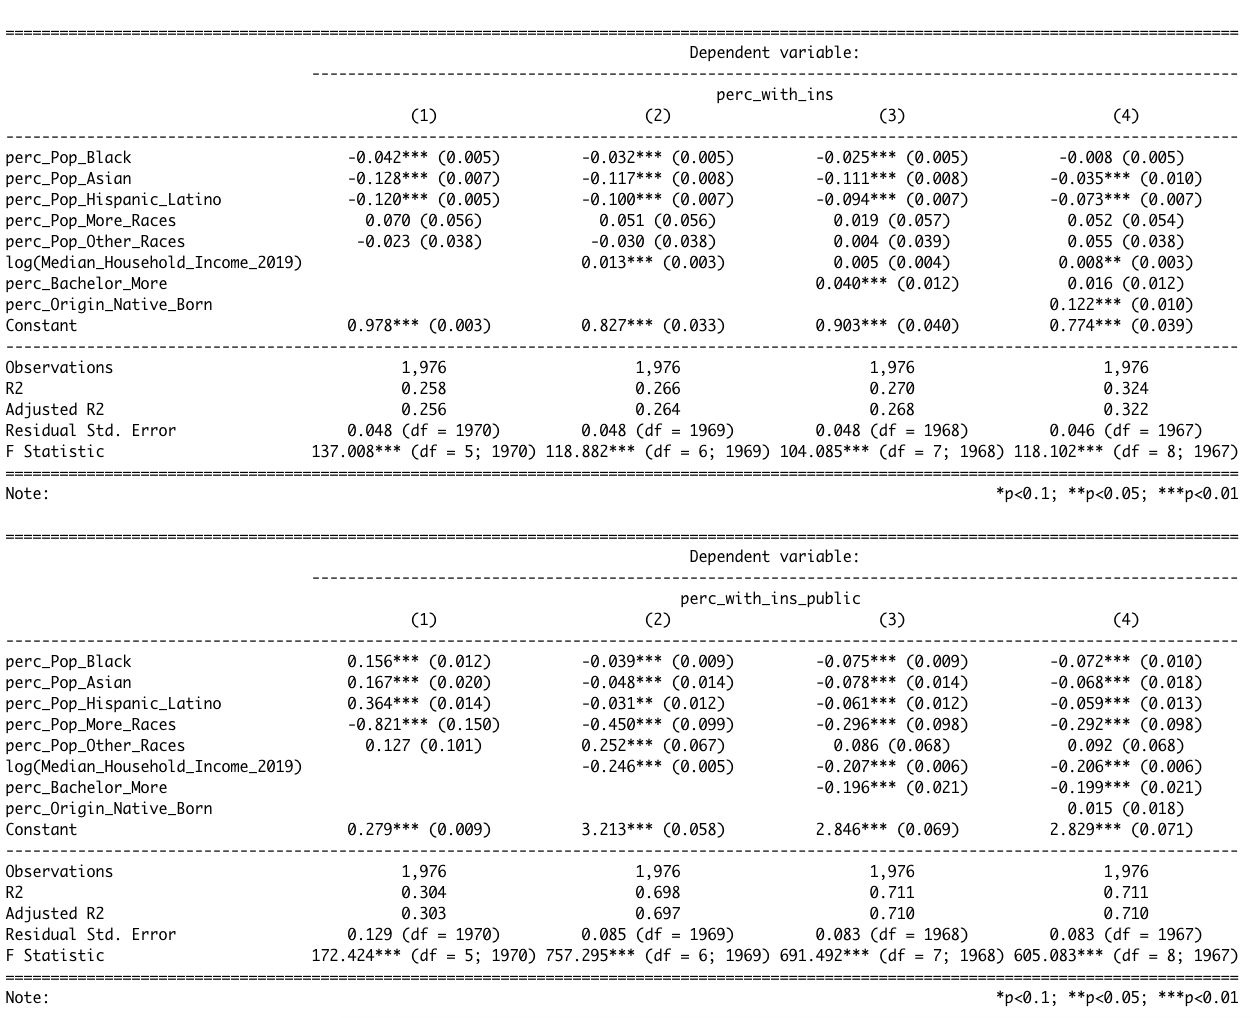 ==========================================================================================================================================
Dependent variable:
--------------------------------------------------------------------------------------------------------
perc_with_ins
(1) (2) (3) (4)
------------------------------------------------------------------------------------------------------------------------------------------
perc_Pop_Black -0.042*** (0.005) -0.032*** (0.005) -0.025*** (0.005) -0.008 (0.005)
perc_Pop_Asian -0.128*** (0.007) -0.117*** (0.008) -0.111*** (0.008) -0.035*** (0.010)
perc_Pop_Hispanic_Latino -0.120*** (0.005) -0.100*** (0.007) -0.094*** (0.007) -0.073*** (0.007)
perc_Pop_More_Races 0.070 (0.056) 0.051 (0.056) 0.019 (0.057) 0.052 (0.054)
perc_Pop_Other_Races -0.023 (0.038) -0.030 (0.038) 0.004 (0.039) 0.055 (0.038)
log(Median_Household_Income_2019) 0.013*** (0.003) 0.005 (0.004) 0.008** (0.003)
perc_Bachelor_More 0.040*** (0.012) 0.016 (0.012)
perc_Origin_Native_Born 0.122*** (0.010)
Constant 0.978*** (0.003) 0.827*** (0.033) 0.903*** (0.040) 0.774*** (0.039)
------------------------------------------------------------------------------------------------------------------------------------------
Observations 1,976 1,976 1,976 1,976
R2 0.258 0.266 0.270 0.324
Adjusted R2 0.256 0.264 0.268 0.322
Residual Std. Error 0.048 (df = 1970) 0.048 (df = 1969) 0.048 (df = 1968) 0.046 (df = 1967)
F Statistic 137.008*** (df = 5; 1970) 118.882*** (df = 6; 1969) 104.085*** (df = 7; 1968) 118.102*** (df = 8; 1967)
==========================================================================================================================================
Note: *p<0.1; **p<0.05; ***p<0.01
==========================================================================================================================================
Dependent variable:
--------------------------------------------------------------------------------------------------------
perc_with_ins_public
(1) (2) (3) (4)
------------------------------------------------------------------------------------------------------------------------------------------
perc_Pop_Black 0.156*** (0.012) -0.039*** (0.009) -0.075*** (0.009) -0.072*** (0.010)
perc_Pop_Asian 0.167*** (0.020) -0.048*** (0.014) -0.078*** (0.014) -0.068*** (0.018)
perc_Pop_Hispanic_Latino 0.364*** (0.014) -0.031** (0.012) -0.061*** (0.012) -0.059*** (0.013)
perc_Pop_More_Races -0.821*** (0.150) -0.450*** (0.099) -0.296*** (0.098) -0.292*** (0.098)
perc_Pop_Other_Races 0.127 (0.101) 0.252*** (0.067) 0.086 (0.068) 0.092 (0.068)
log(Median_Household_Income_2019) -0.246*** (0.005) -0.207*** (0.006) -0.206*** (0.006)
perc_Bachelor_More -0.196*** (0.021) -0.199*** (0.021)
perc_Origin_Native_Born 0.015 (0.018)
Constant 0.279*** (0.009) 3.213*** (0.058) 2.846*** (0.069) 2.829*** (0.071)
------------------------------------------------------------------------------------------------------------------------------------------
Observations 1,976 1,976 1,976 1,976
R2 0.304 0.698 0.711 0.711
Adjusted R2 0.303 0.697 0.710 0.710
Residual Std. Error 0.129 (df = 1970) 0.085 (df = 1969) 0.083 (df = 1968) 0.083 (df = 1967)
F Statistic 172.424*** (df = 5; 1970) 757.295*** (df = 6; 1969) 691.492*** (df = 7; 1968) 605.083*** (df = 8; 1967)
==========================================================================================================================================
Note: *p<0.1; **p<0.05; ***p<0.01